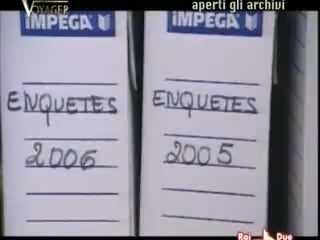 VOYAGER
aperti gli archivi
IMPEGA
IMPEGA
ENQUETES
2006
ENQUETES
2005
Rai Due